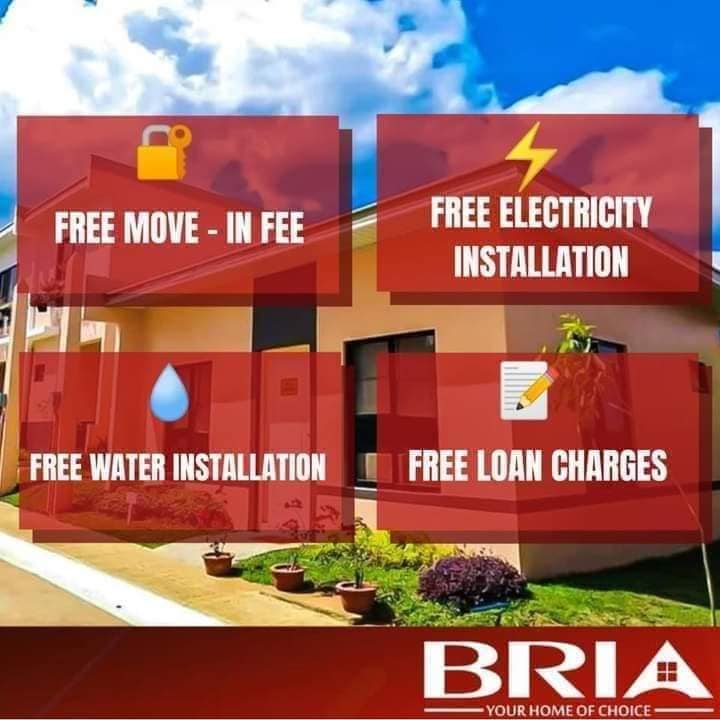 FREE MOVE - IN FEE
FREE ELECTRICITY
INSTALLATION
FREE WATER INSTALLATION
FREE LOAN CHARGES
BRIA
YOUR HOME OF CHOICE